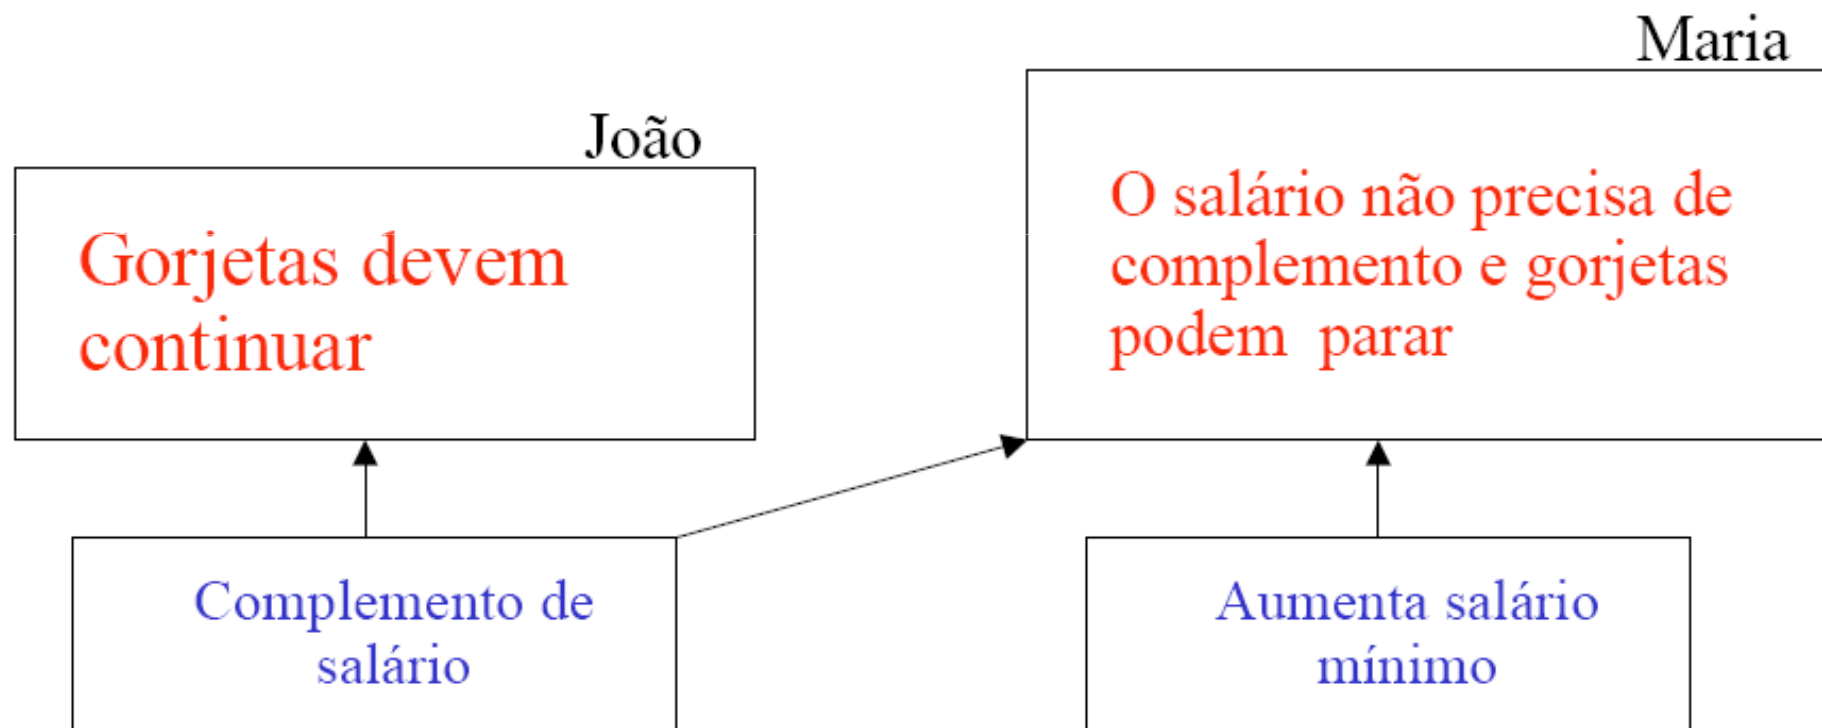 João
Gorjetas devem
continuar
Maria
O salário não precisa de
complemento e gorjetas
podem parar
Complemento de
salário
Aumenta salário
mínimo